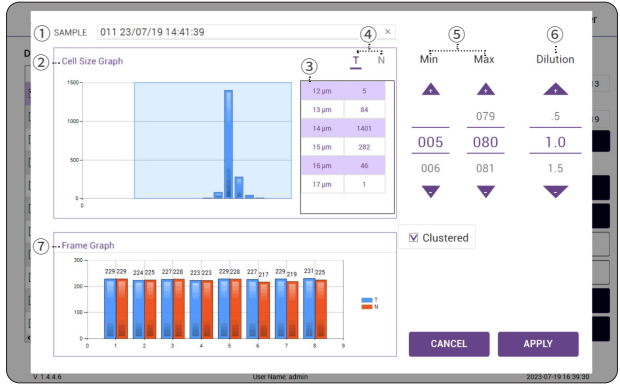 ① SAMPLE 011 23/07/19 14:41:39 ×
② Cell Size Graph
④ T N
1500
1000
500
0
0
③
12 µm 5
13 µm 84
14 µm 1401
15 µm 282
16 µm 46
17 µm 1
⑤ ⑥
Min Max Dilution
+ + +
079 .5
005 080 1.0
006 081 1.5
- - -
⑦ Frame Graph
300
200
100
0
229 229 224 225 227 228 223 223 229 228 227 217 229 219 231 225
0 1 2 3 4 5 6 7 8 9
T
N
Clustered
CANCEL APPLY
r
D
13
19
V. 1.4.4.6 User Name: admin 2023-07-19 16:39:30